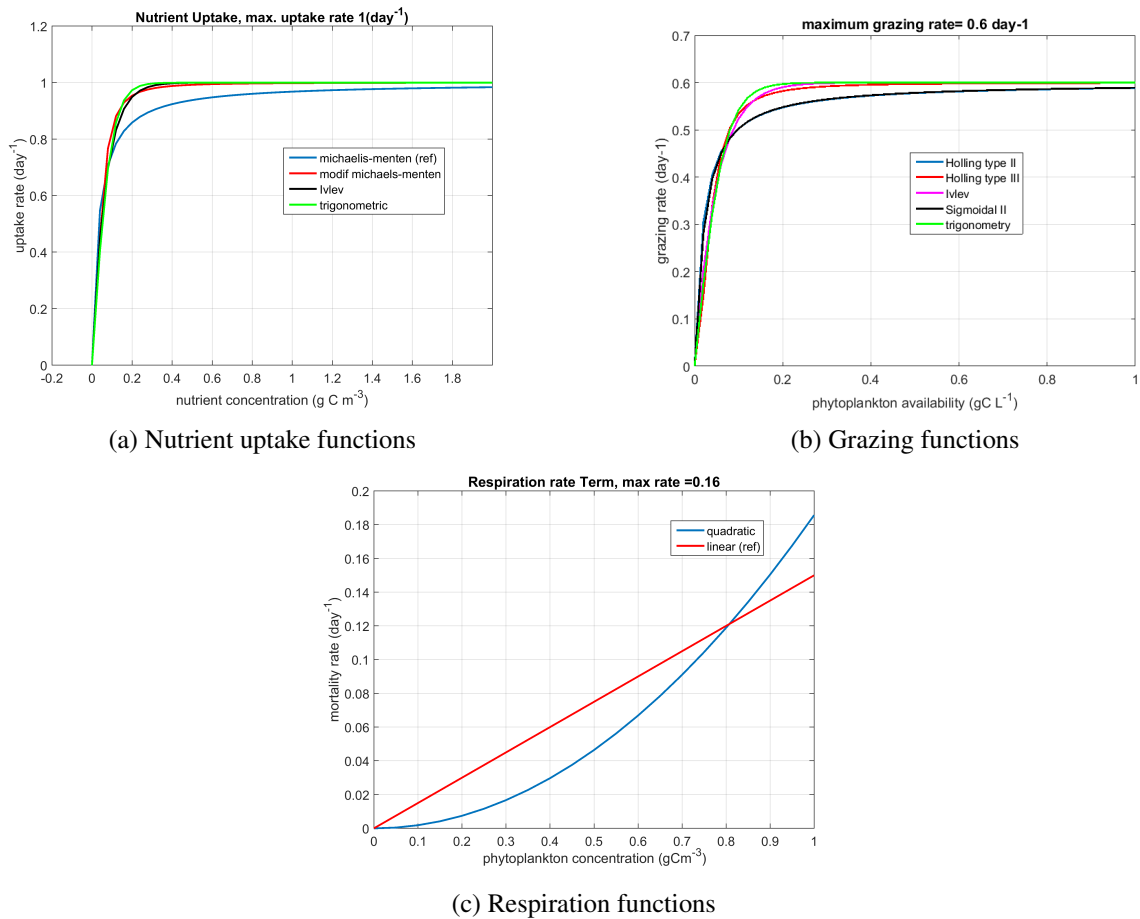 Nutrient Uptake, max. uptake rate 1(day-1)
1.2
1
0.8
0.6
0.4
0.2
0
uptake rate (day-1)
michaelis-menten (ref)
modif michaels-menten
Ivlev
trigonometric
-0.2 0 0.2 0.4 0.6 0.8 1 1.2 1.4 1.6 1.8
nutrient concentration (g C m-3)
(a) Nutrient uptake functions
maximum grazing rate= 0.6 day-1
0.7
0.6
0.5
0.4
0.3
0.2
0.1
0
grazing rate (day-1)
Holling type II
Holling type III
Ivlev
Sigmoidal II
trigonometry
0 0.2 0.4 0.6 0.8 1
phytoplankton availability (gC L-1)
(b) Grazing functions
Respiration rate Term, max rate =0.16
0.2
0.18
0.16
0.14
0.12
0.1
0.08
0.06
0.04
0.02
0
mortality rate (day-1)
quadratic
linear (ref)
0 0.1 0.2 0.3 0.4 0.5 0.6 0.7 0.8 0.9 1
phytoplankton concentration (gCm-3)
(c) Respiration functions